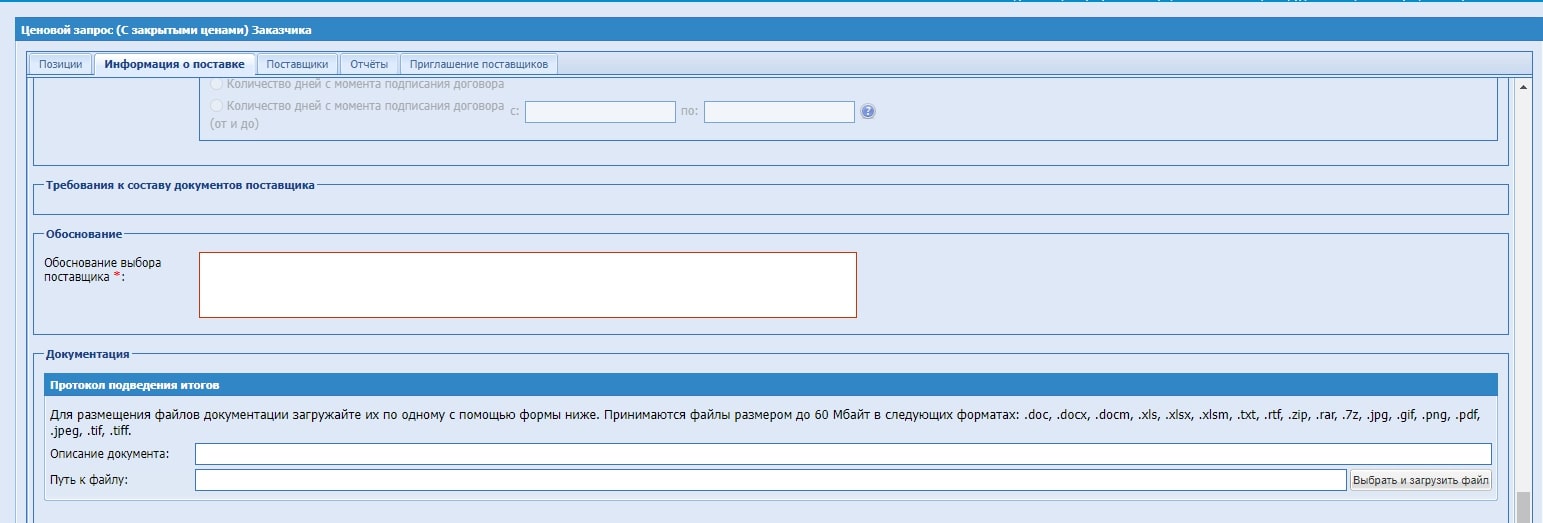 Ценовой запрос (С закрытыми ценами) Заказчика
Позиции Информация о поставке Поставщики Отчёты Приглашение поставщиков
Количество дней с момента подписания договора
Количество дней с момента подписания договора с: по: ?
(от и до)
Требования к составу документов поставщика
Обоснование
Обоснование выбора
поставщика *:
Документация
Протокол подведения итогов
Для размещения файлов документации загружайте их по одному с помощью формы ниже. Принимаются файлы размером до 60 Мбайт в следующих форматах: .doc, .docx, .docm, .xls, .xlsx, .xlsm, .txt, .rtf, .zip, .rar, .7z, .jpg, .gif, .png, .pdf,
.jpeg, .tif, .tiff.
Описание документа:
Путь к файлу: Выбрать и загрузить файл